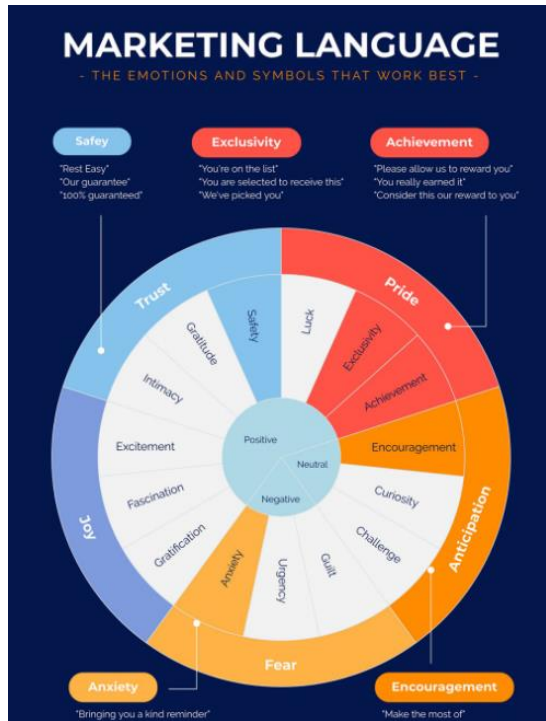 MARKETING LANGUAGE
- THE EMOTIONS AND SYMBOLS THAT WORK BEST -
Safey
"Rest Easy"
"Our guarantee"
"100% guaranteed"
Exclusivity
"You're on the list"
"You are selected to receive this"
"We've picked you"
Achievement
"Please allow us to reward you"
"You really earned it"
"Consider this our reward to you"
Trust
Pride
Anticipation
Fear
Joy
Safety
Luck
Exclusivity
Achievement
Encouragement
Curiosity
Challenge
Guilt
Urgency
Anxiety
Gratification
Fascination
Excitement
Intimacy
Gratitude
Positive
Neutral
Negative
Anxiety
"Bringing you a kind reminder"
Encouragement
"Make the most of"